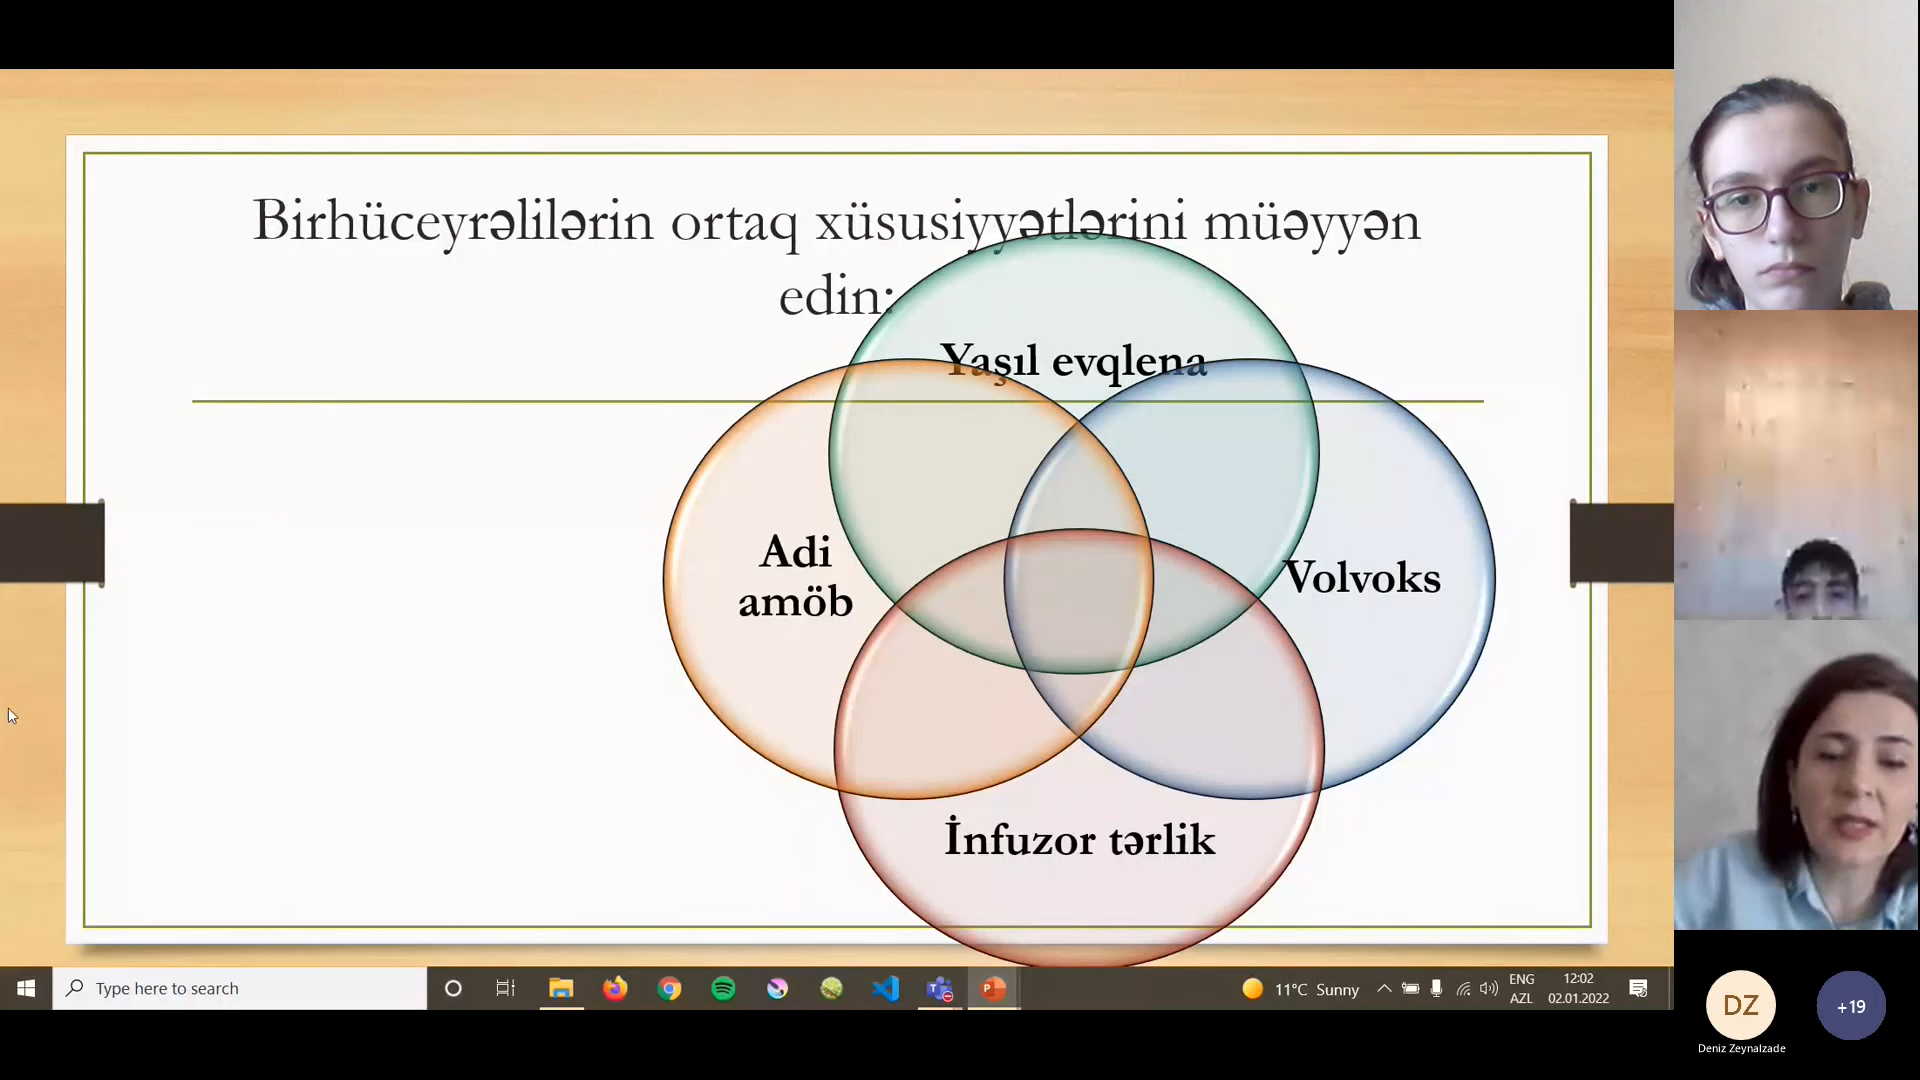 Birhüceyrəlilərin ortaq xüsusiyyətlərini müəyyən
edin:
Yaşıl evqlena
Adi
amöb
Volvoks
İnfuzor tərlik
Type here to search
11°C Sunny
ENG
AZL
12:02
02.01.2022
DZ
Deniz Zeynalzade
+19